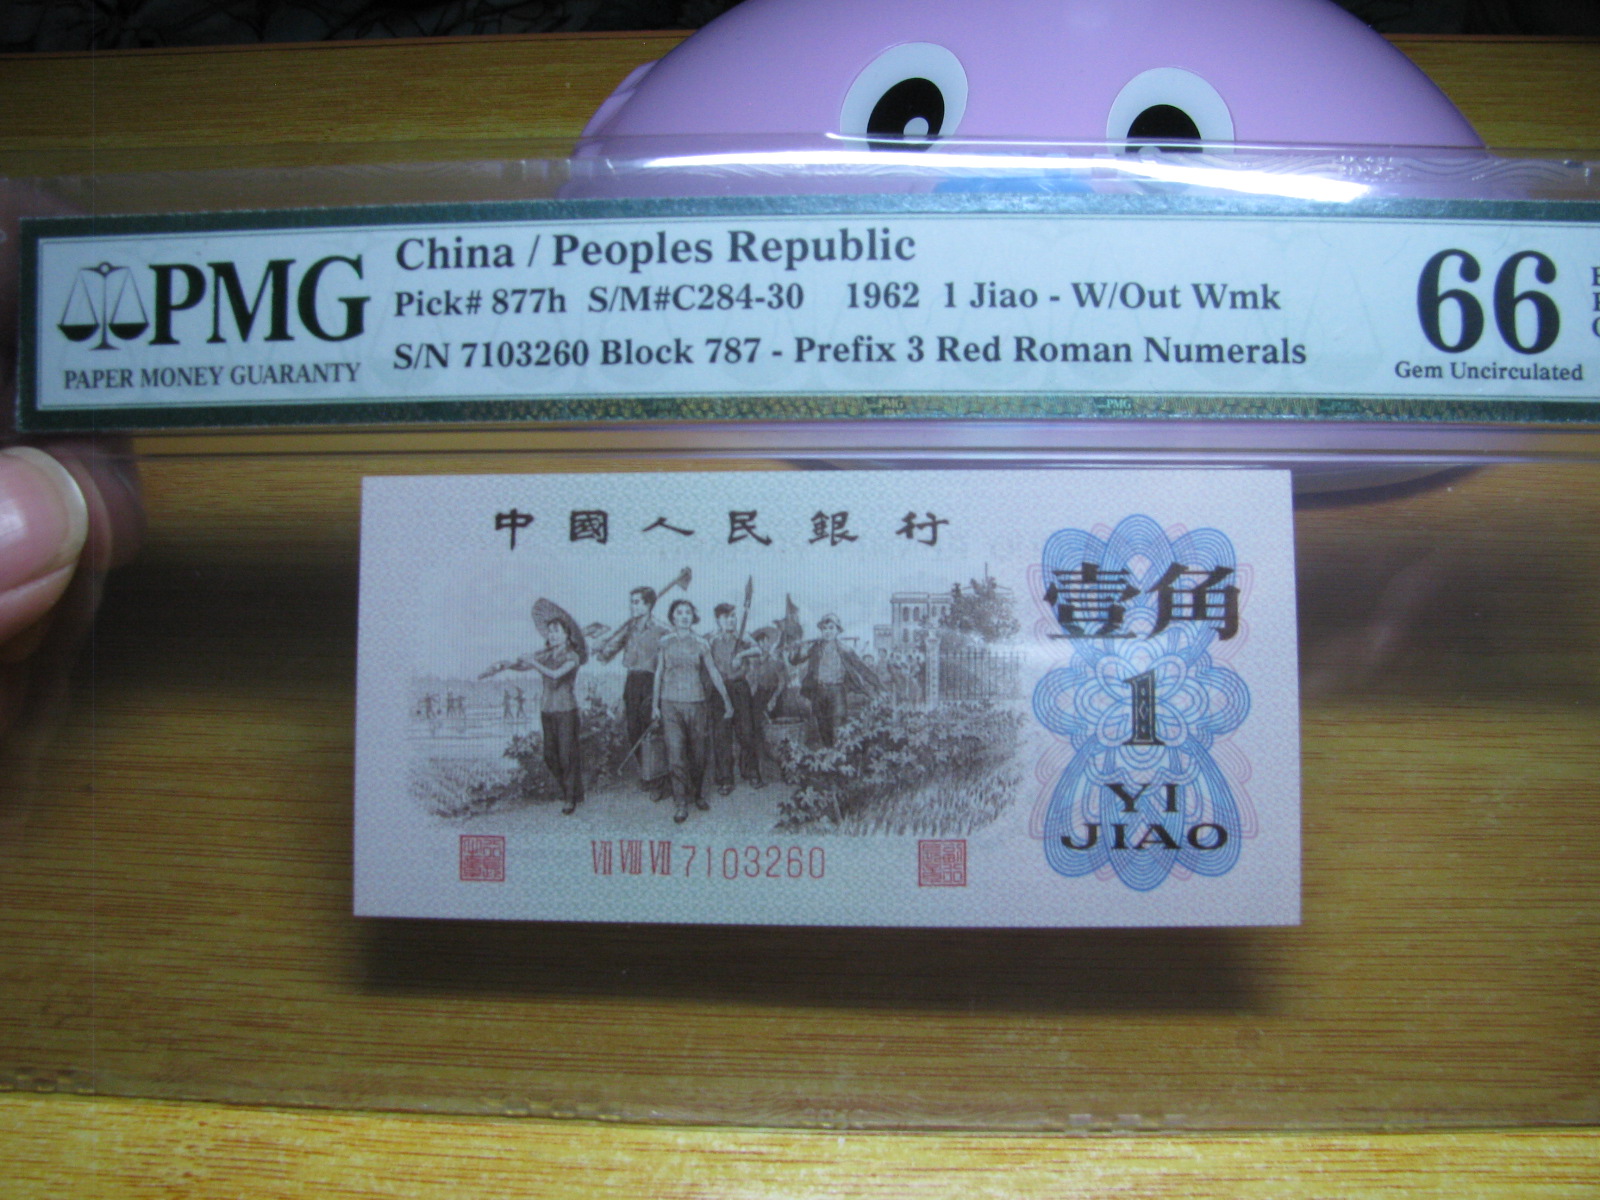 PMG
PAPER MONEY GUARANTY
China / Peoples Republic
Pick# 877h S/M#C284-30 1962 1 Jiao - W/Out Wmk
S/N 7103260 Block 787 - Prefix 3 Red Roman Numerals
66
Gem Uncirculated
中國人民銀行
壹角
1
YI
JIAO
VII VIII VII 7103260